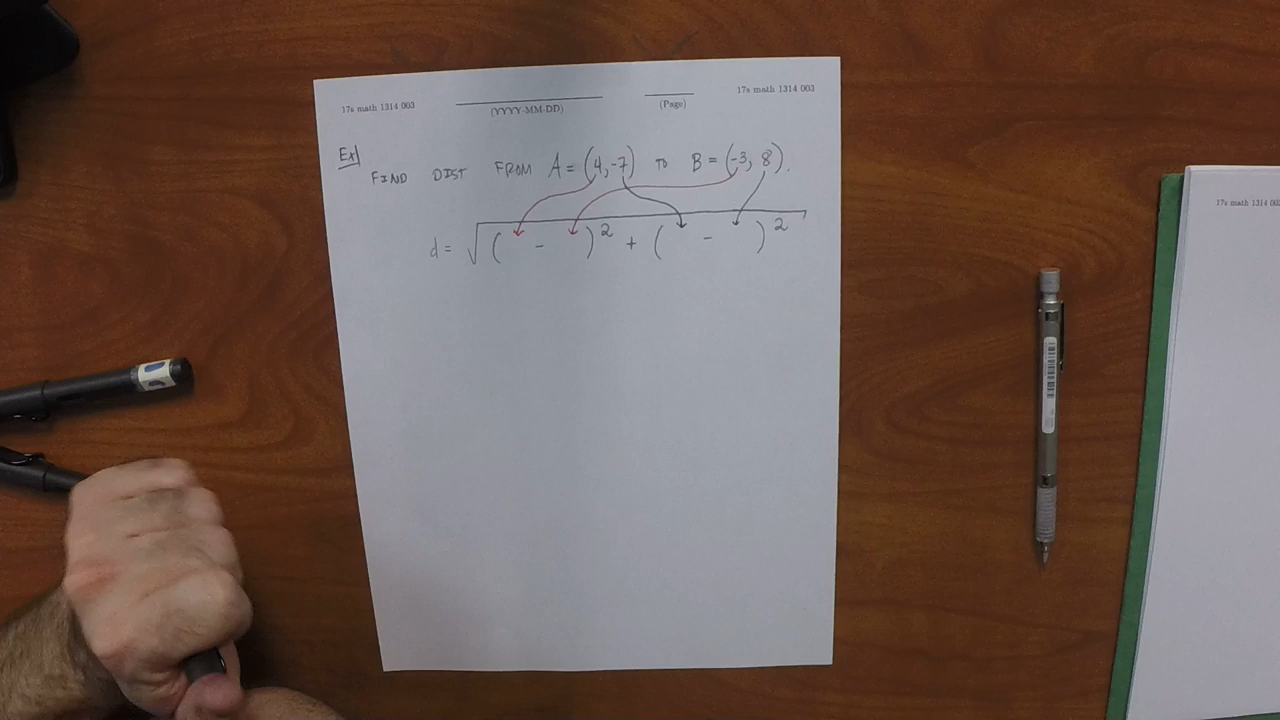 17s math 1314 003
(YYYY-MM-DD)
(Page)
17s math 1314 003
Ex|
FIND DIST FROM A = (4, -7) TO B = (-3, 8).
d = √( - )² + ( - )²
17s math 1314 00